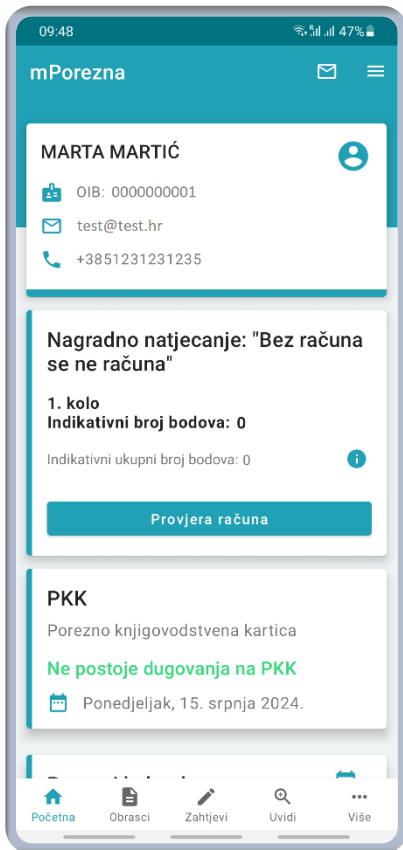 09:48
47%
mPorezna
MARTA MARTIĆ
OIB: 0000000001
test@test.hr
+3851231231235
Nagradno natjecanje: "Bez računa
se ne računa"
1. kolo
Indikativni broj bodova: 0
Indikativni ukupni broj bodova: 0
Provjera računa
PKK
Porezno knjigovodstvena kartica
Ne postoje dugovanja na PKK
Ponedjeljak, 15. srpnja 2024.
Početna
Obrasci
Zahtjevi
Uvidi
Više